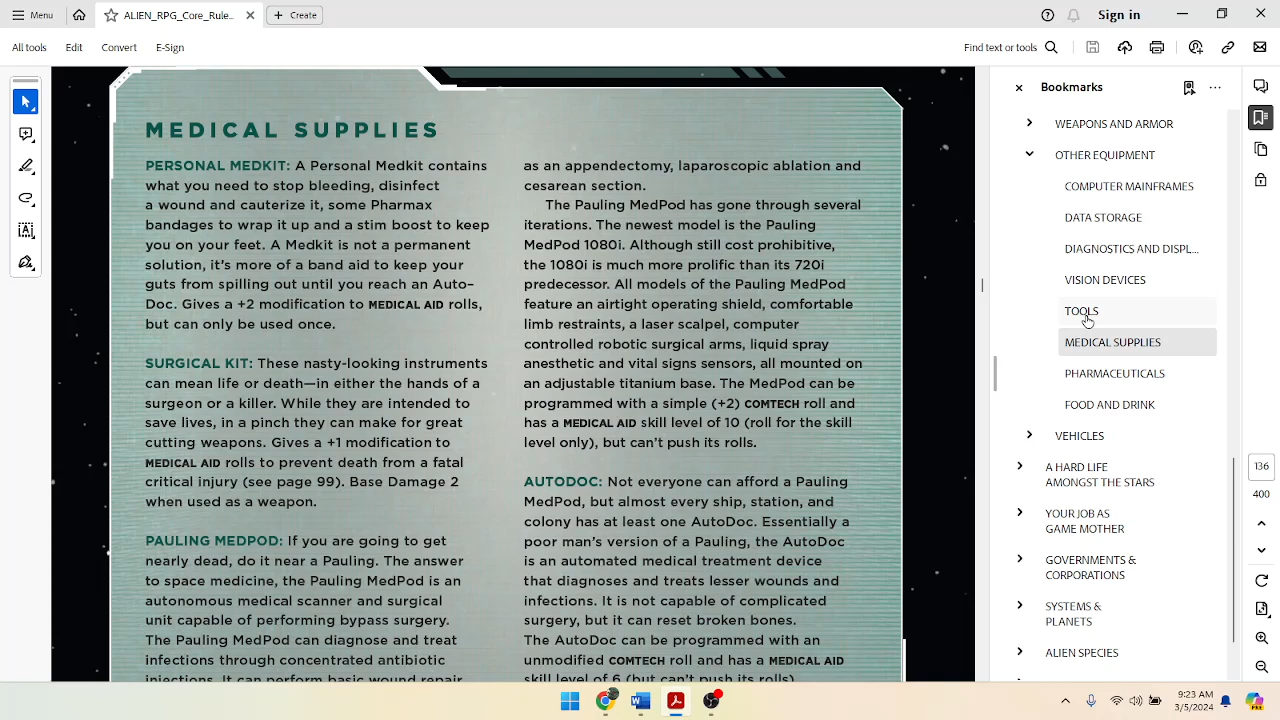 Menu
ALIEN_RPG_Core_Rule...
Create
Sign in
All tools
Edit
Convert
E-Sign
Find text or tools
MEDICAL SUPPLIES
PERSONAL MEDKIT: A Personal Medkit contains
what you need to stop bleeding, disinfect
a wound and cauterize it, some Pharmax
bandages to wrap it up and a stim boost to keep
you on your feet. A Medkit is not a permanent
solution, it's more of a band aid to keep your
guts from spilling out until you reach an Auto–
Doc. Gives a +2 modification to MEDICAL AID rolls,
but can only be used once.
SURGICAL KIT: These nasty-looking instruments
can mean life or death—in either the hands of a
surgeon or a killer. While they are intended to
save lives, in a pinch they can make for great
cutting weapons. Gives a +1 modification to
MEDICAL AID rolls to prevent death from a fatal
critical injury (see page 99). Base Damage 2
when used as a weapon.
PAULING MEDPOD: If you are going to get
nearly dead, do it near a Pauling. The answer
to space medicine, the Pauling MedPod is an
autonomous medical scanner and surgical
unit capable of performing bypass surgery.
The Pauling MedPod can diagnose and treat
infections through concentrated antibiotic
injections. It can perform basic wound repair
as an appendectomy, laparoscopic ablation and
cesarean section.
The Pauling MedPod has gone through several
iterations. The newest model is the Pauling
MedPod 1080i. Although still cost prohibitive,
the 1080i is much more prolific than its 720i
predecessor. All models of the Pauling MedPod
feature an airtight operating shield, comfortable
limb restraints, a laser scalpel, computer
controlled robotic surgical arms, liquid spray
anesthetic and vital signs sensors, all mounted on
an adjustable titanium base. The MedPod can be
programmed with a simple (+2) COMTECH roll and
has a MEDICAL AID skill level of 10 (roll for the skill
level only), but can't push its rolls.
AUTODOC: Not everyone can afford a Pauling
MedPod, but almost every ship, station, and
colony has at least one AutoDoc. Essentially a
poor man's version of a Pauling, the AutoDoc
is an automated medical treatment device
that diagnoses and treats lesser wounds and
infections. It is not capable of complicated
surgery, but it can reset broken bones.
The AutoDoc can be programmed with an
unmodified COMTECH roll and has a MEDICAL AID
skill level of 6 (but can't push its rolls)
Bookmarks
WEAPONS AND ARMOR
OTHER EQUIPMENT
COMPUTER MAINFRAMES
DATA STORAGE
DIAGNOSTICS AND DISPL...
VISION DEVICES
TOOLS
MEDICAL SUPPLIES
PHARMACEUTICALS
FOOD AND DRINK
VEHICLES
A HARD LIFE
AMONGST THE STARS
YOUR JOB AS
GAME MOTHER
GOVERNMENTS &
CORPORATIONS
SYSTEMS &
PLANETS
ALIEN SPECIES
136
400
9:23 AM
3/5/2024